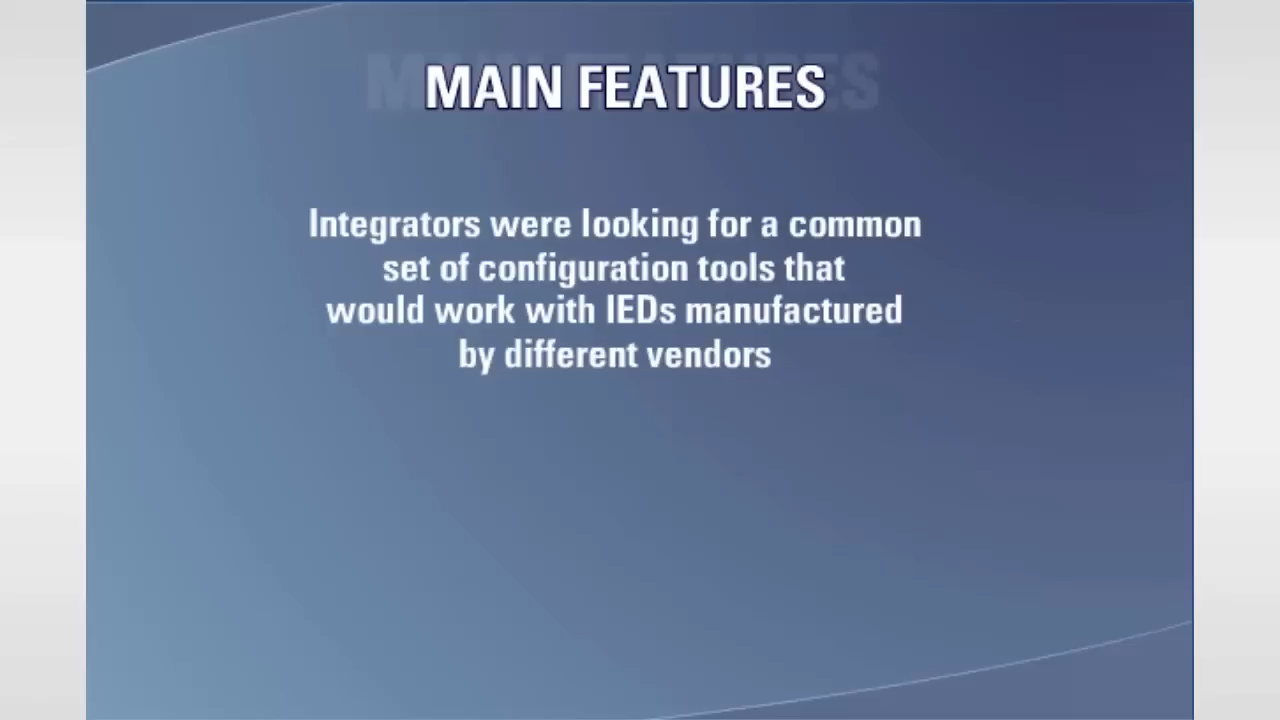 MAIN FEATURES
Integrators were looking for a common
set of configuration tools that
would work with IEDs manufactured
by different vendors